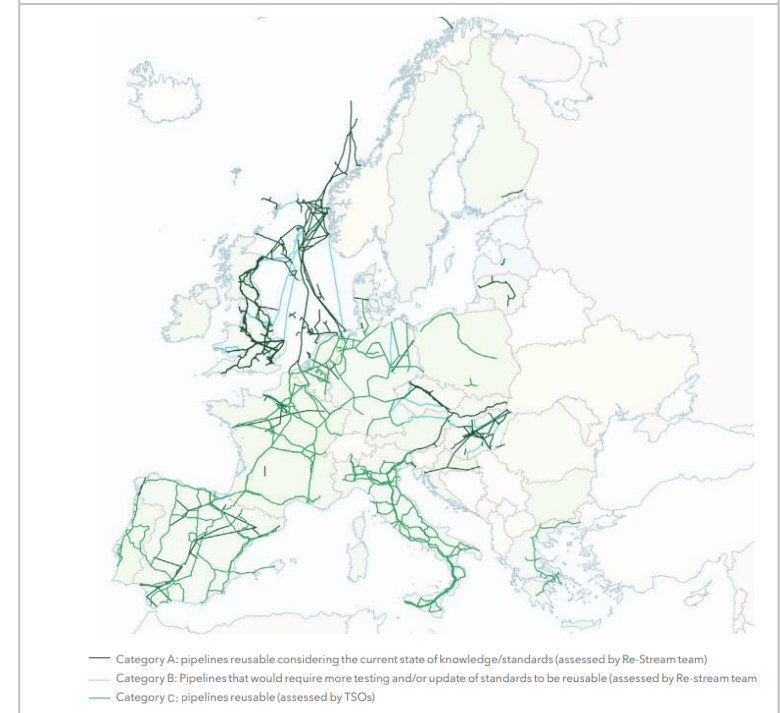 Category A: pipelines reusable considering the current state of knowledge/standards (assessed by Re-Stream team)
Category B: Pipelines that would require more testing and/or update of standards to be reusable (assessed by Re-stream team
Category C: pipelines reusable (assessed by TSOs)